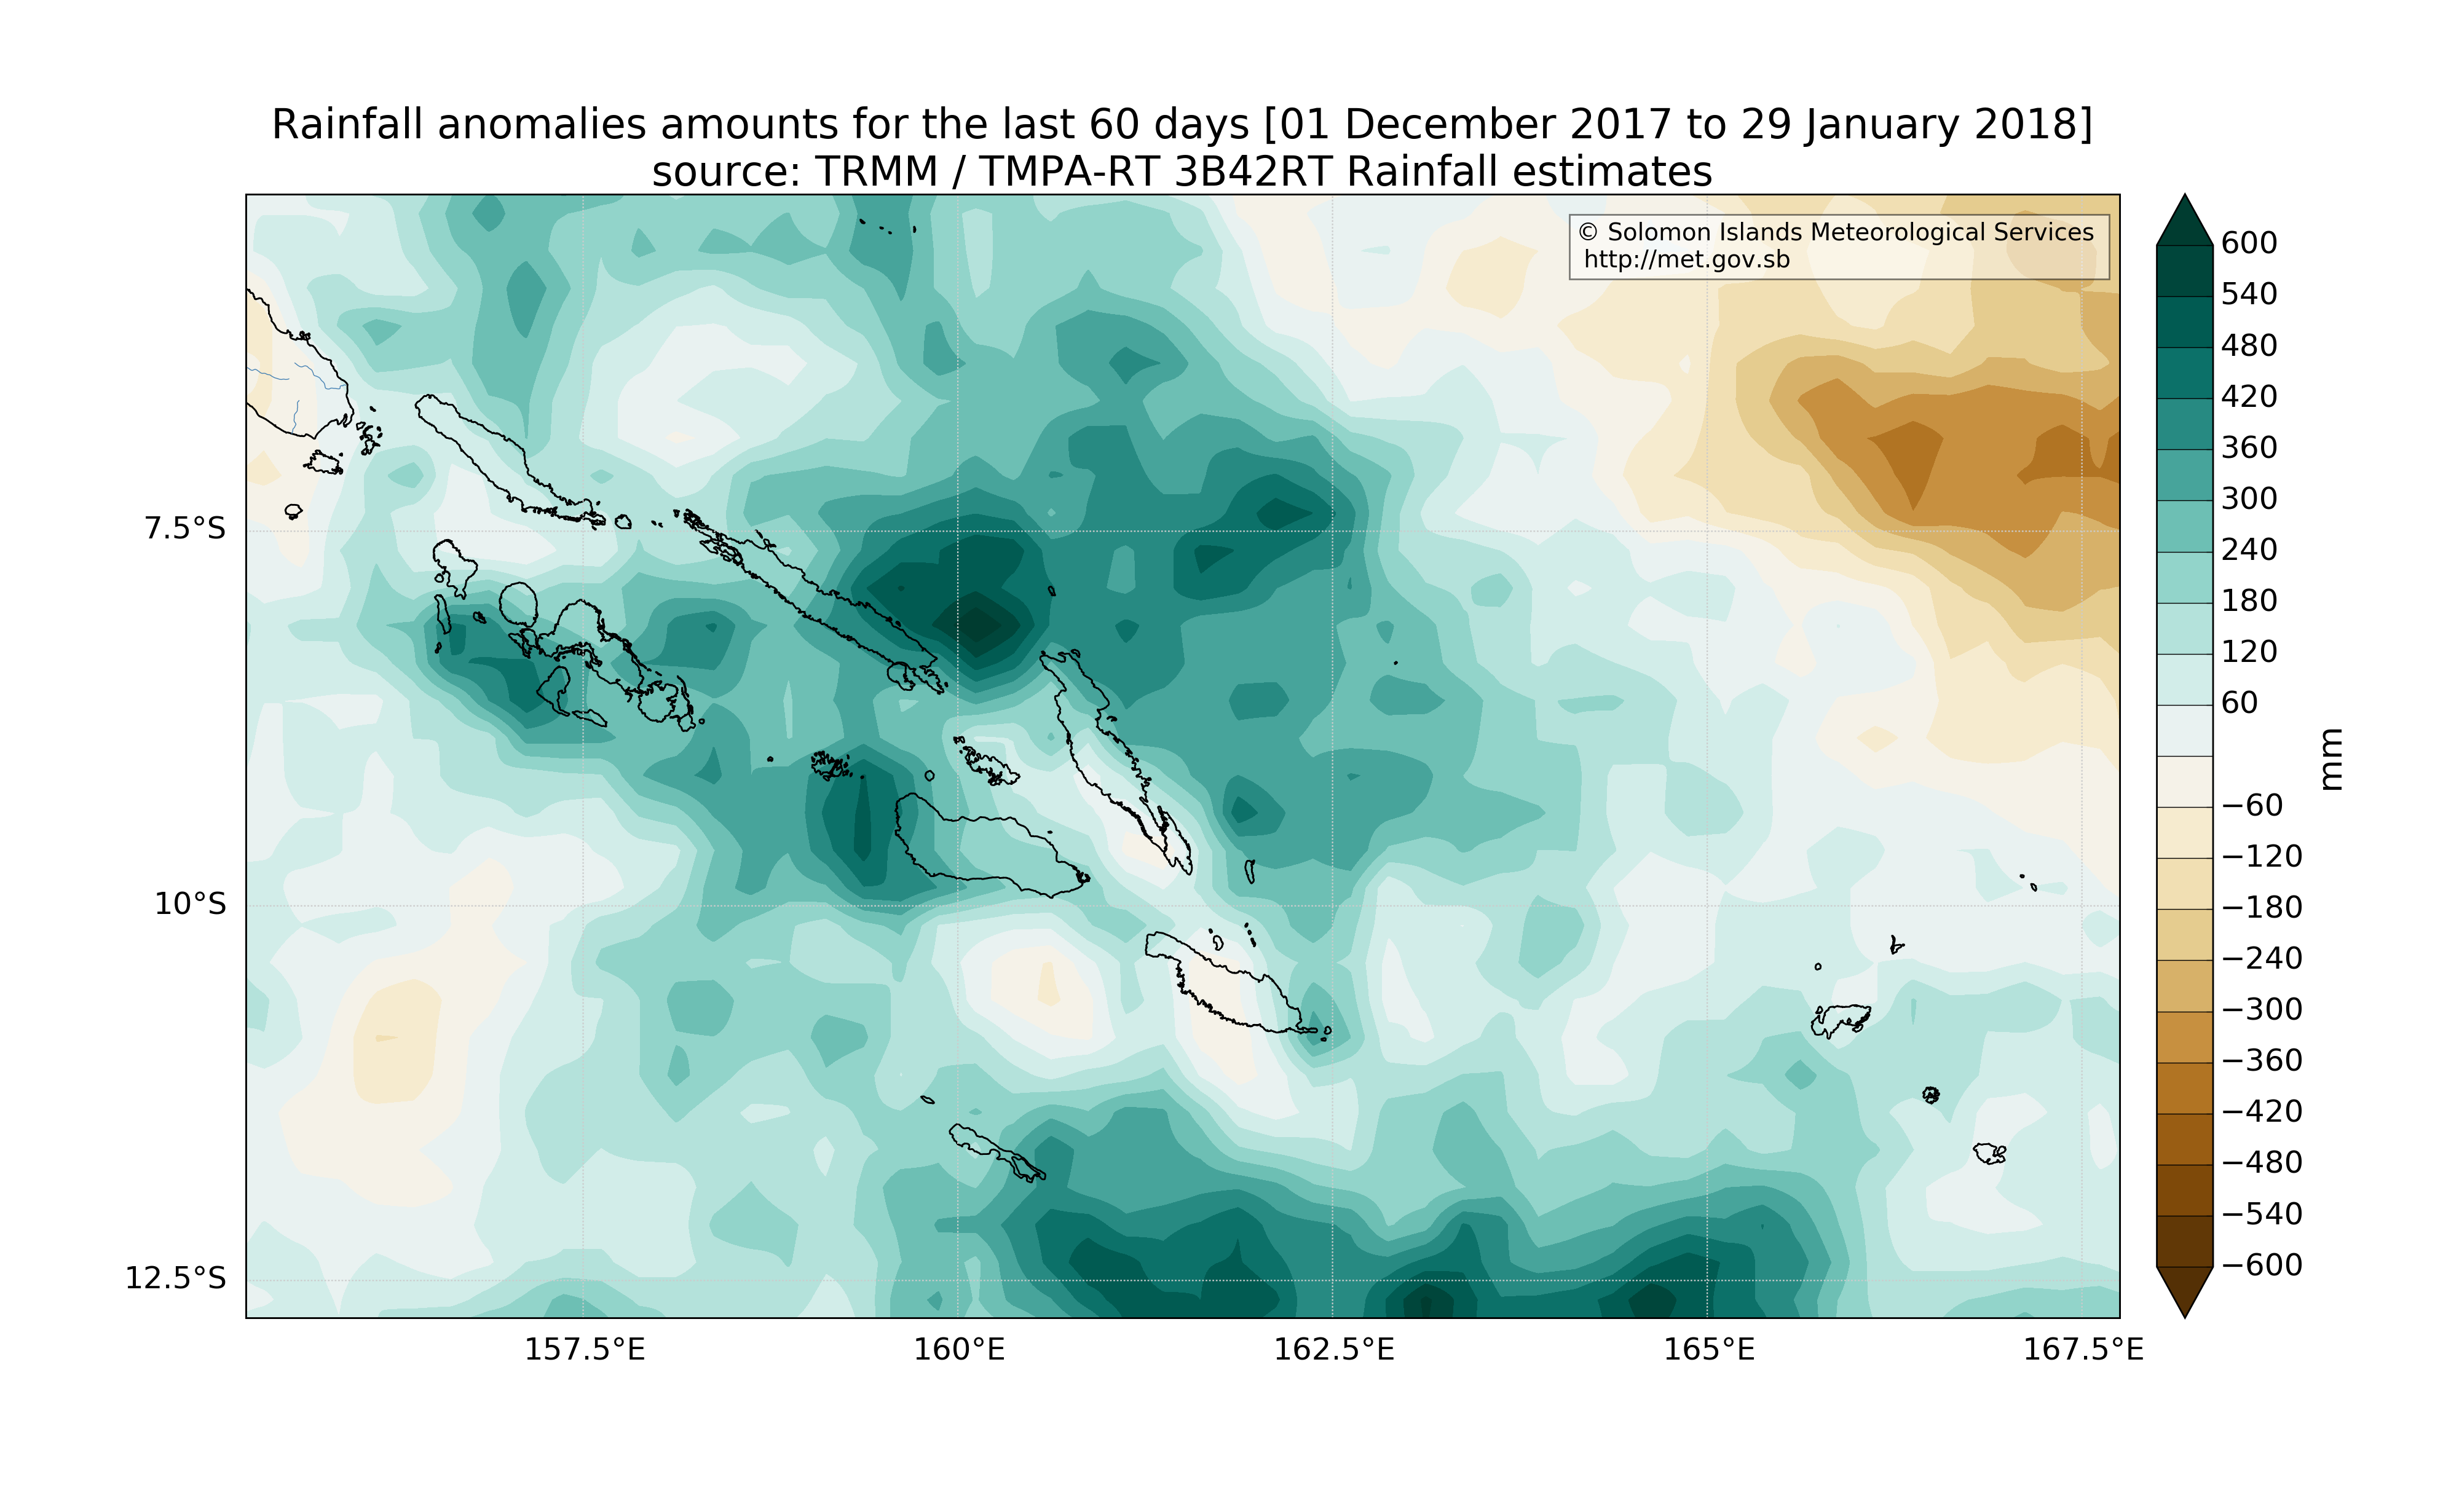 Rainfall anomalies amounts for the last 60 days [01 December 2017 to 29 January 2018]
source: TRMM / TMPA-RT 3B42RT Rainfall estimates
© Solomon Islands Meteorological Services
http://met.gov.sb
7.5°S
10°S
12.5°S
157.5°E
160°E
162.5°E
165°E
167.5°E
600
540
480
420
360
300
240
180
120
60
−60
−120
−180
−240
−300
−360
−420
−480
−540
−600
mm